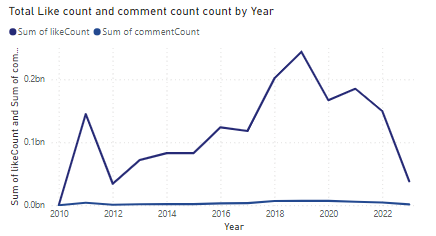 Total Like count and comment count count by Year
Sum of likeCount Sum of commentCount
Sum of likeCount and Sum of com...
0.2bn
0.1bn
0.0bn
2010 2012 2014 2016 2018 2020 2022
Year